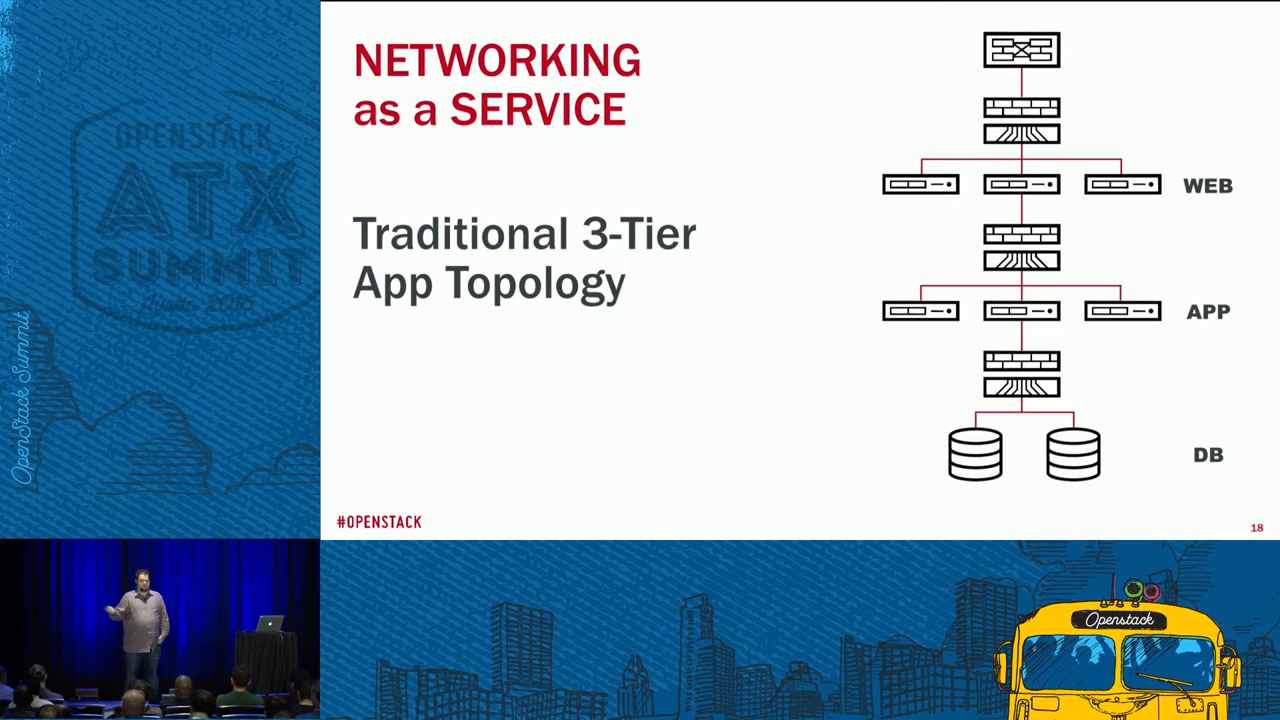 NETWORKING
as a SERVICE
Traditional 3-Tier
App Topology
WEB
APP
DB
#OPENSTACK
18
OPENSTACK
ATX
SUMMIT
OpenStack Summit
Openstack